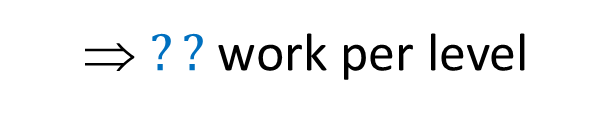 ⇒ ? ? work per level